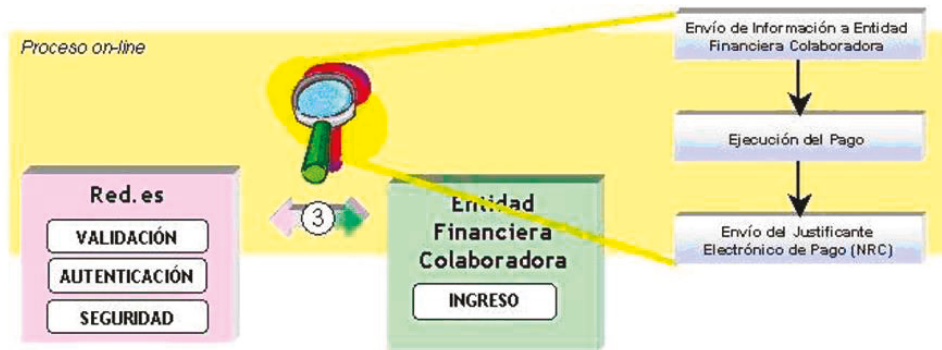 Proceso on-line
Envío de Información a Entidad
Financiera Colaboradora
Ejecución del Pago
Envío del Justificante
Electrónico de Pago (NRC)
Red.es
VALIDACIÓN
AUTENTICACIÓN
SEGURIDAD
3
Entidad
Financiera
Colaboradora
INGRESO